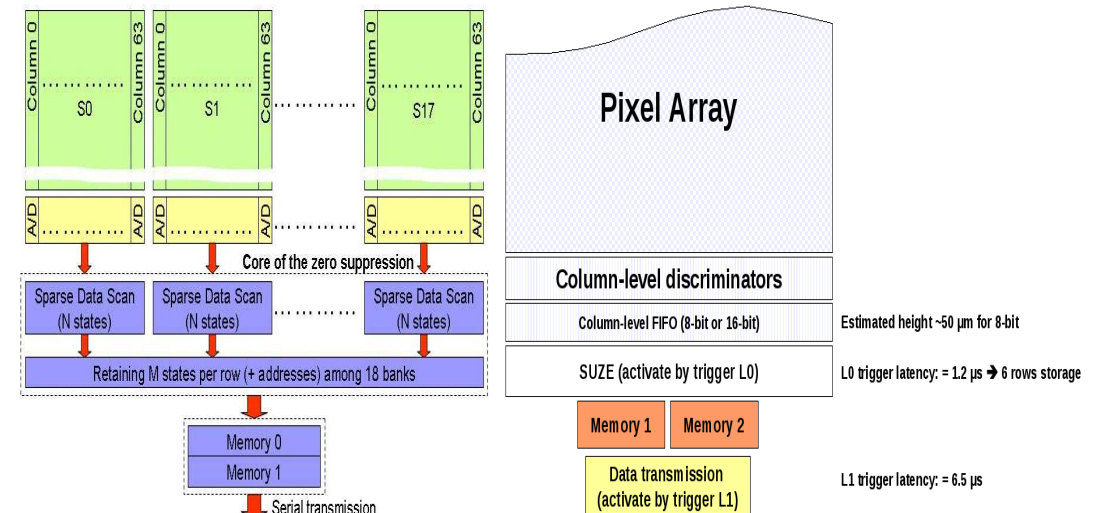 Column 0
Column 63
Column 0
Column 63
Column 0
Column 63
S0
S1
S17
A/D
A/D
A/D
A/D
A/D
A/D
Core of the zero suppression
Sparse Data Scan
(N states)
Sparse Data Scan
(N states)
Sparse Data Scan
(N states)
Retaining M states per row (+ addresses) among 18 banks
Memory 0
Memory 1
Serial transmission
Pixel Array
Column-level discriminators
Column-level FIFO (8-bit or 16-bit)
Estimated height ~50 µm for 8-bit
SUZE (activate by trigger L0)
L0 trigger latency: = 1.2 µs ➔ 6 rows storage
Memory 1
Memory 2
Data transmission
(activate by trigger L1)
L1 trigger latency: = 6.5 µs